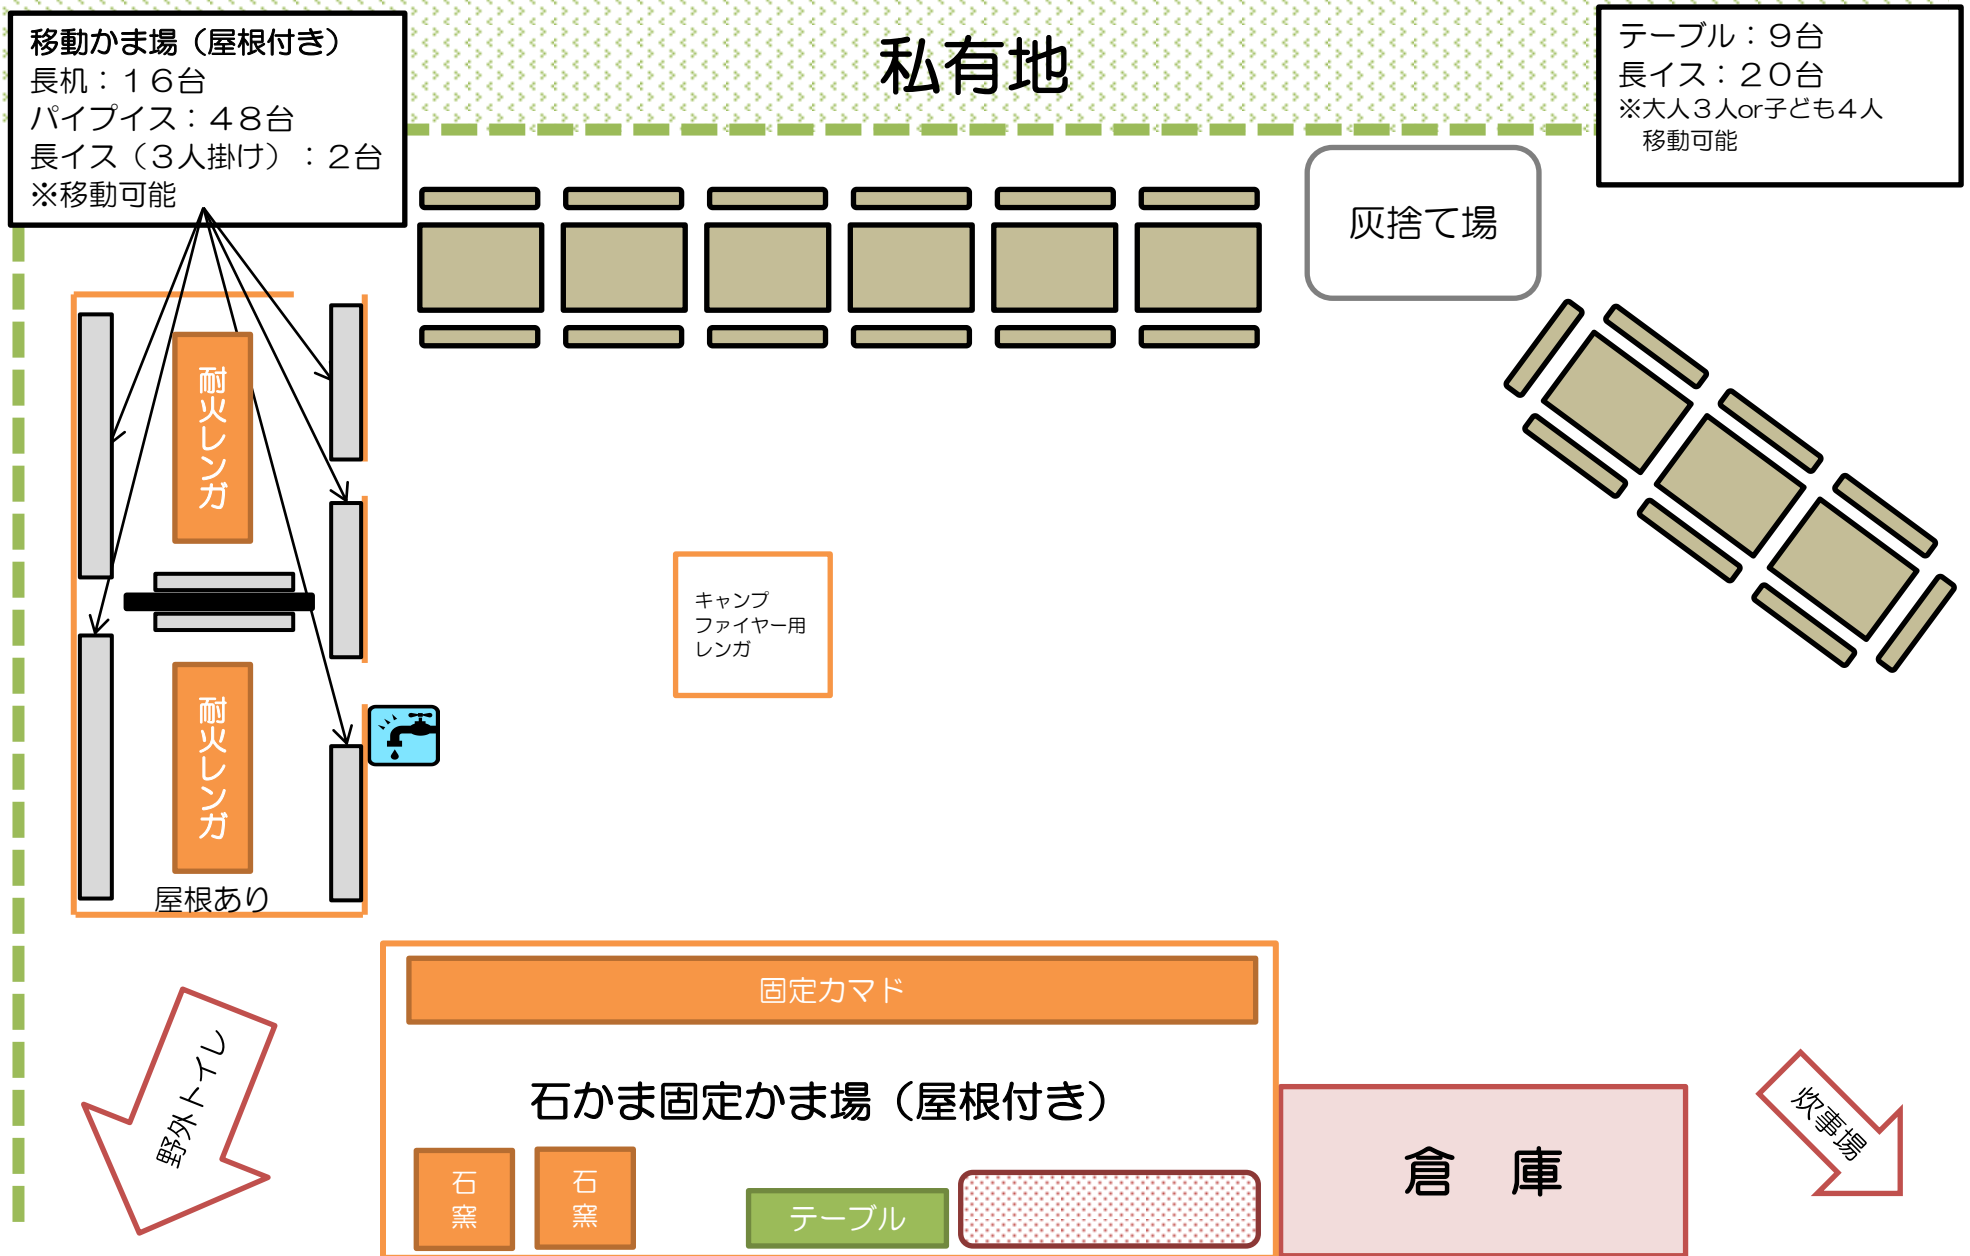 移動かま場（屋根付き）
長机：１６台
パイプイス：４８台
長イス（３人掛け）：２台
※移動可能
私有地
テーブル：９台
長イス：２０台
※大人３人or子ども４人
移動可能
灰捨て場
耐火レンガ
キャンプ
ファイヤー用
レンガ
耐火レンガ
屋根あり
固定カマド
石かま固定かま場（屋根付き）
野外トイレ
炊事場
倉　庫
石窯
石窯
テーブル